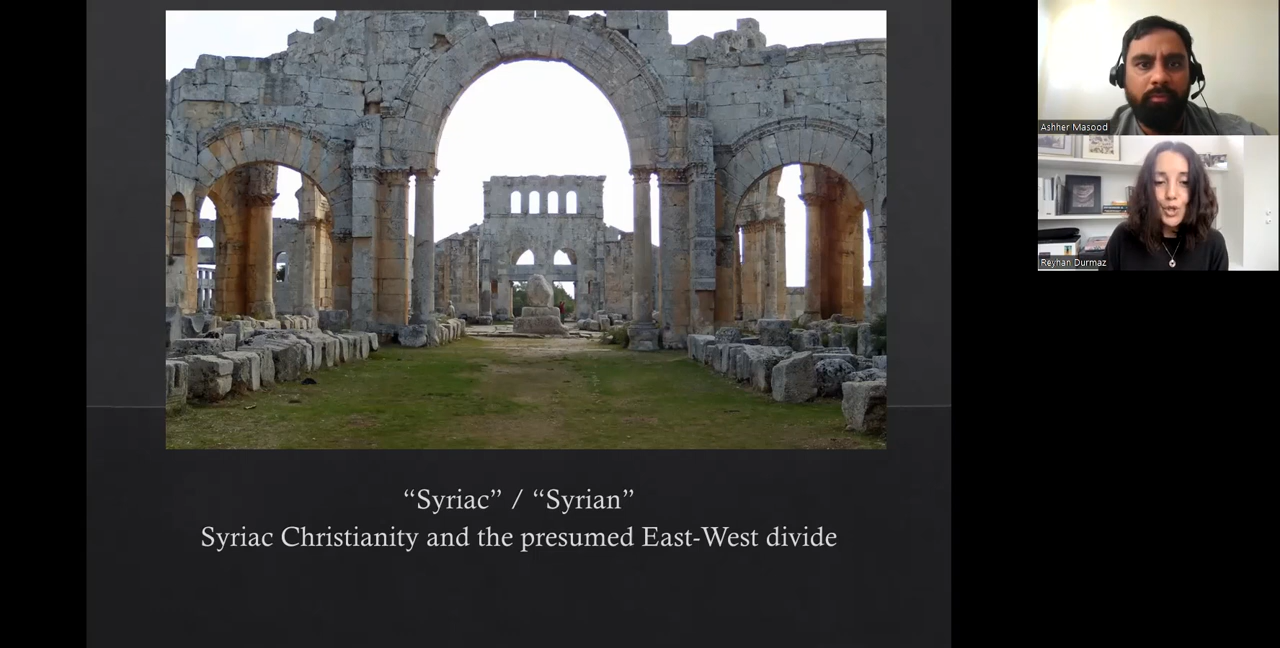 Ashher Masood
Reyhan Durmaz
“Syriac” / “Syrian”
Syriac Christianity and the presumed East-West divide